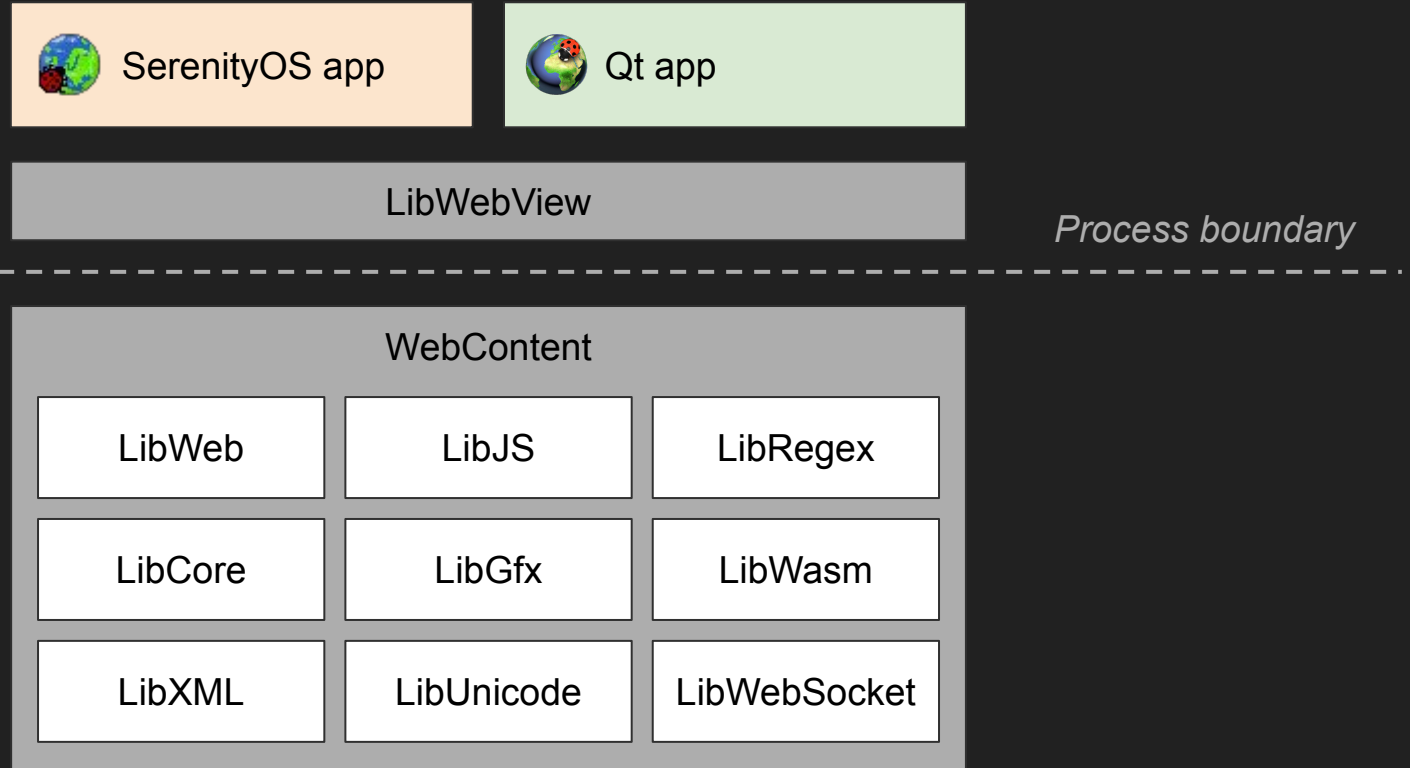 SerenityOS app
Qt app
LibWebView
Process boundary
WebContent
LibWeb
LibJS
LibRegex
LibCore
LibGfx
LibWasm
LibXML
LibUnicode
LibWebSocket